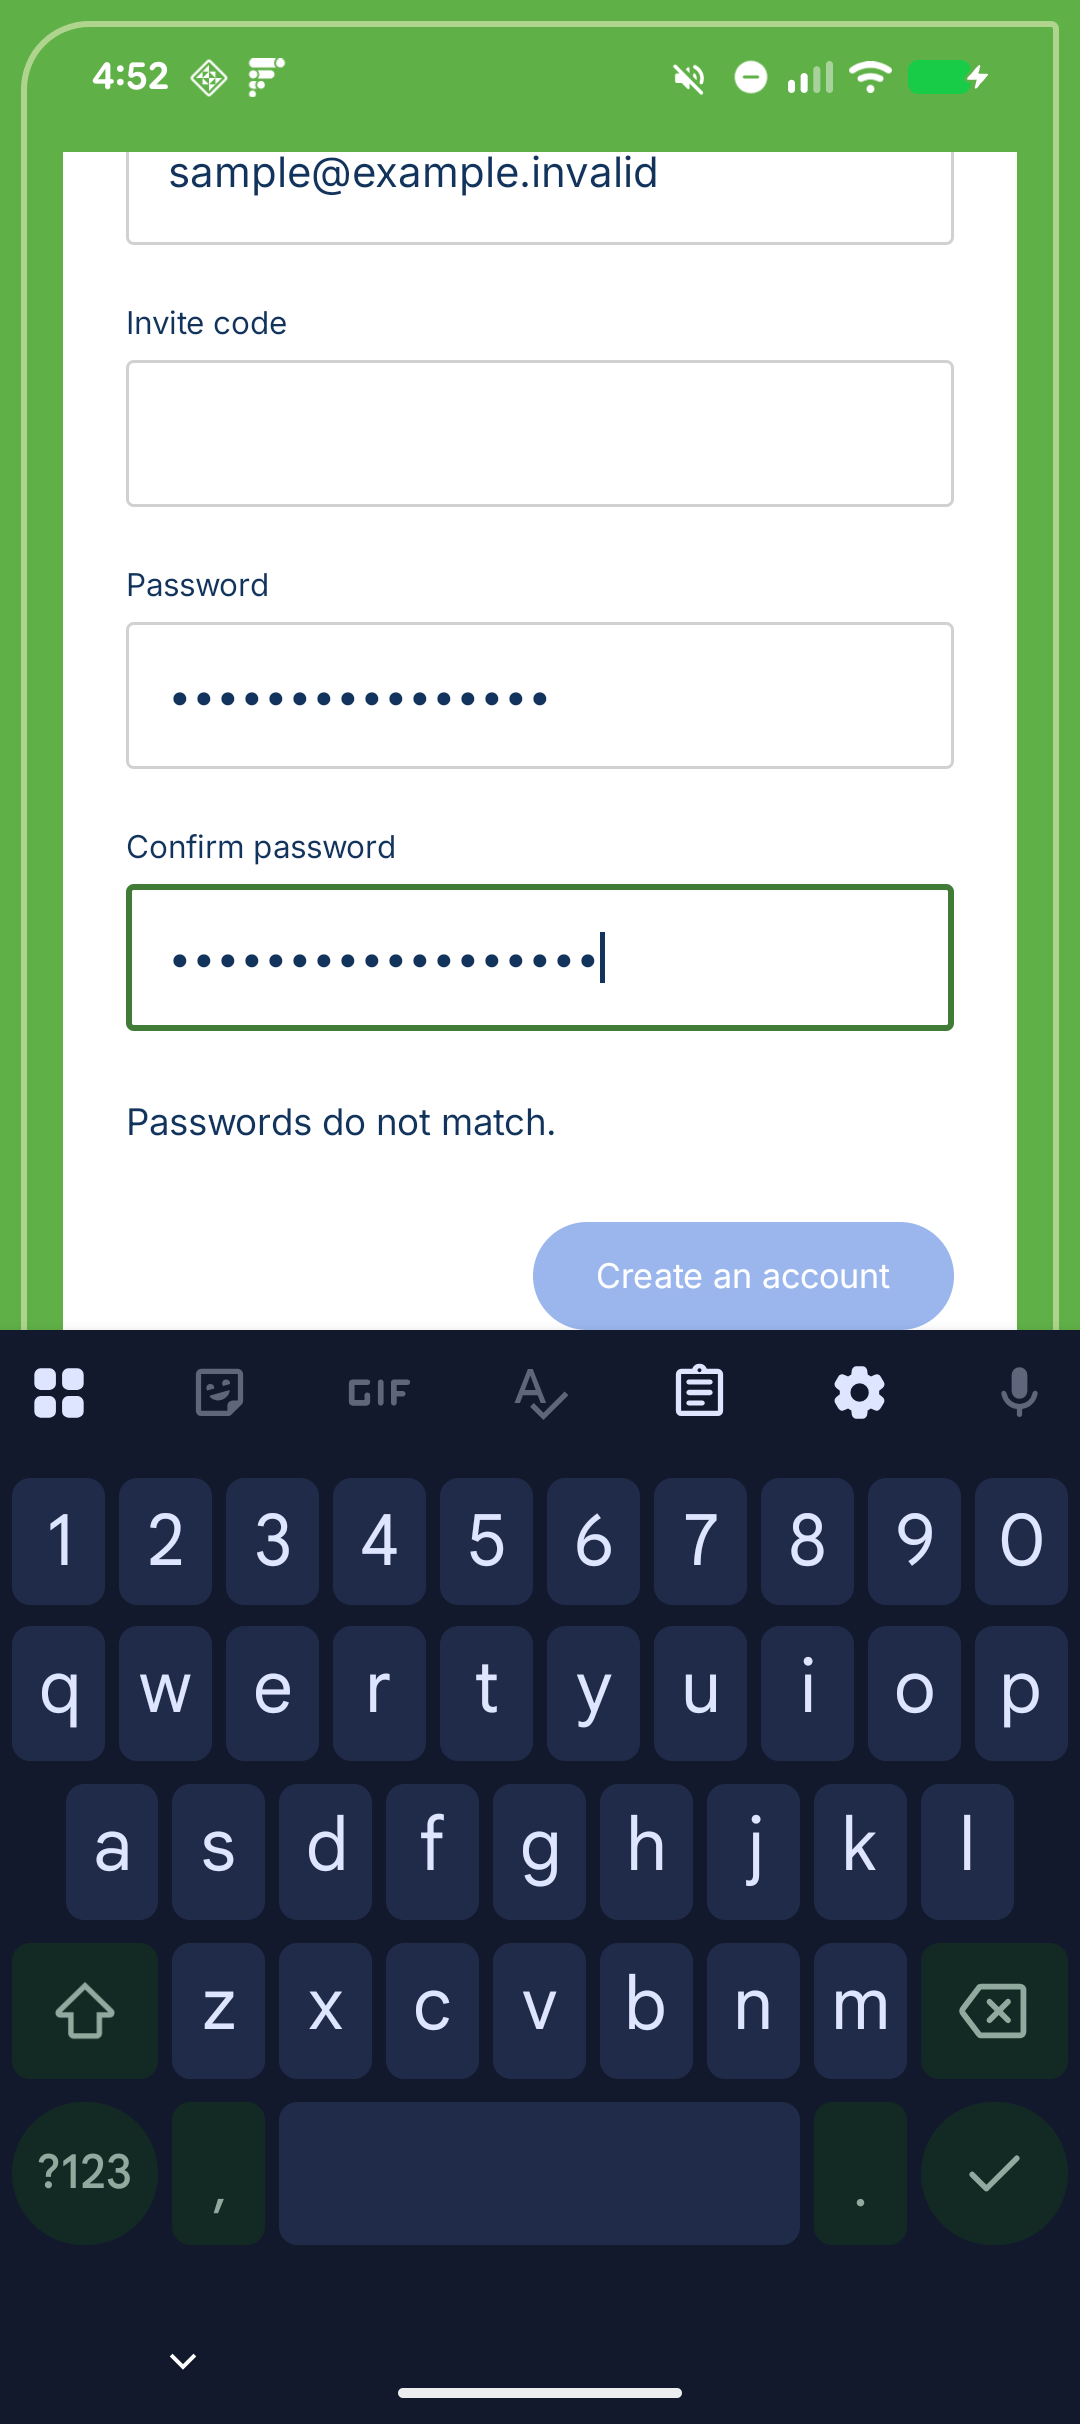 4:52
sample@example.invalid
Invite code
Password
••••••••••••••••
Confirm password
••••••••••••••••••
Passwords do not match.
Create an account
GIF
1 2 3 4 5 6 7 8 9 0
q w e r t y u i o p
a s d f g h j k l
z x c v b n m
?123 , .